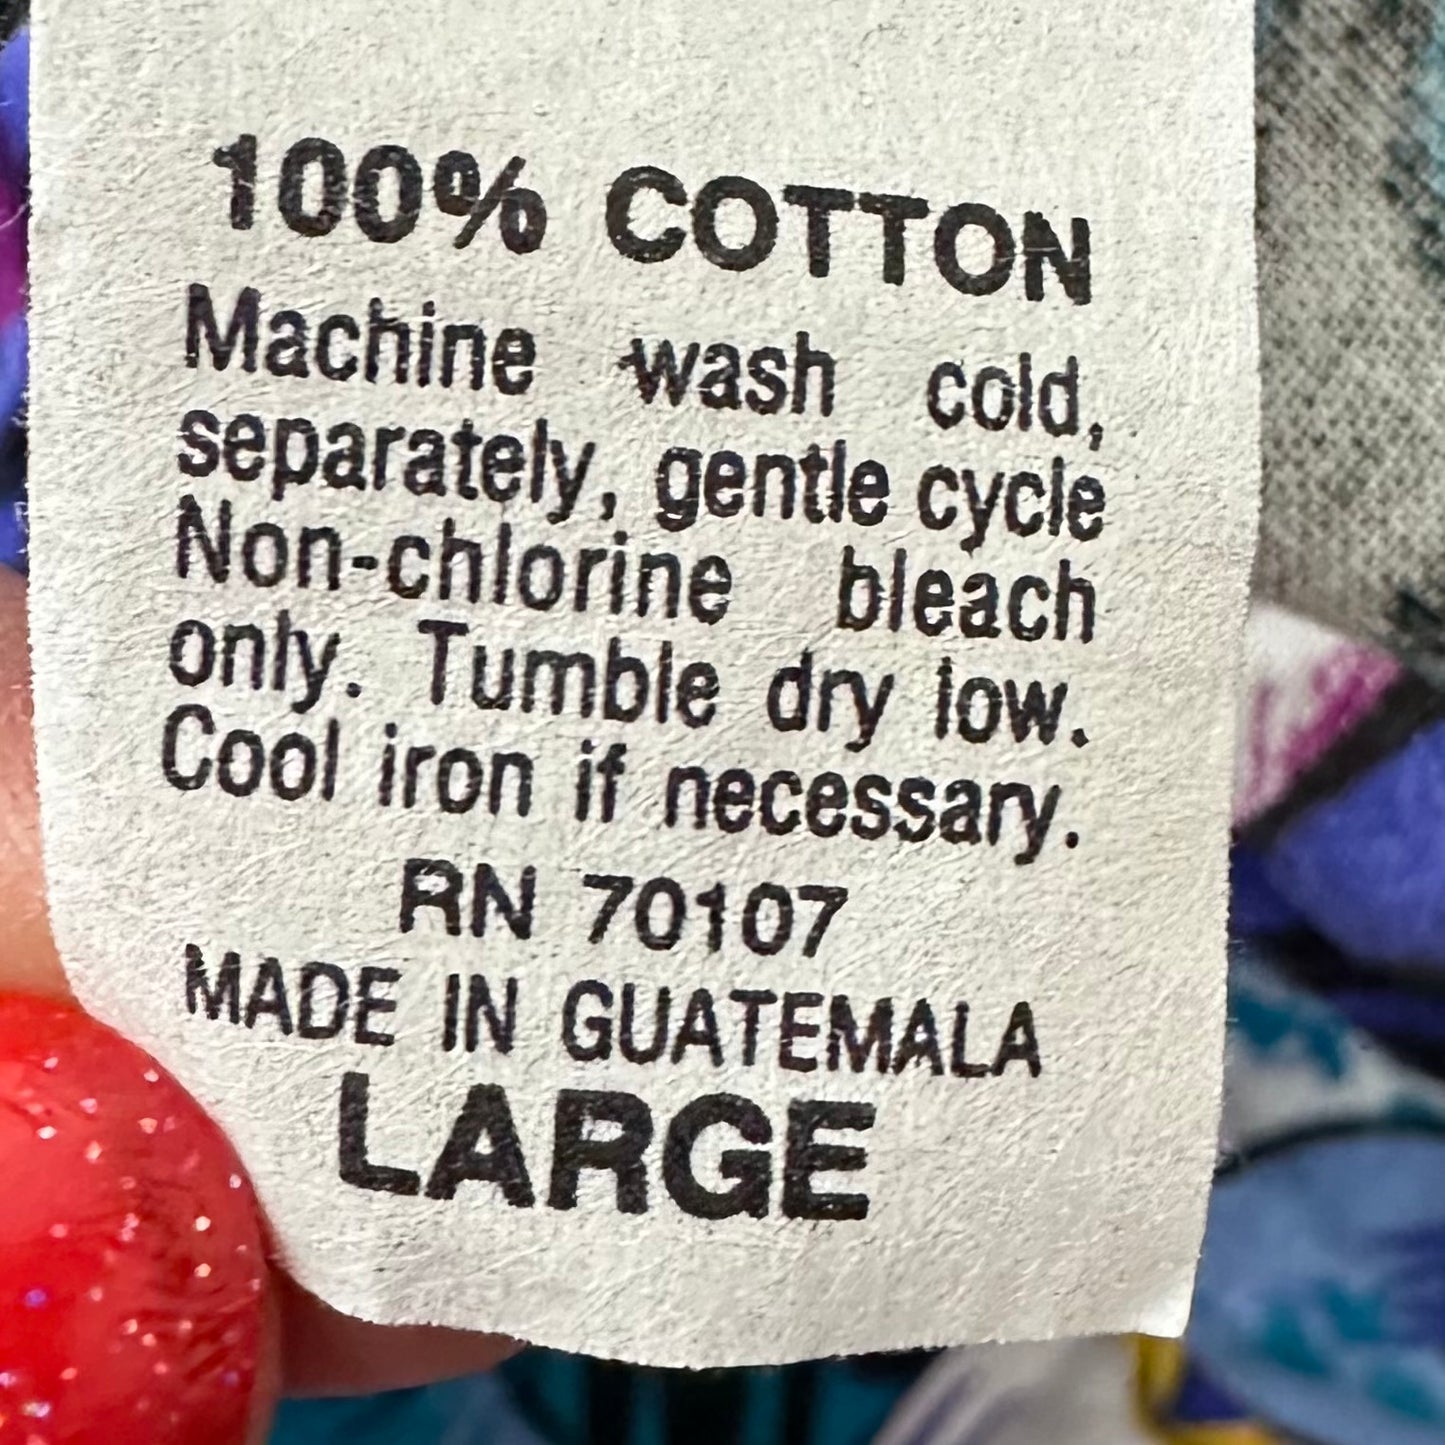 100% COTTON
Machine wash cold,
separately, gentle cycle
Non-chlorine bleach
only. Tumble dry low.
Cool iron if necessary.
RN 70107
MADE IN GUATEMALA
LARGE